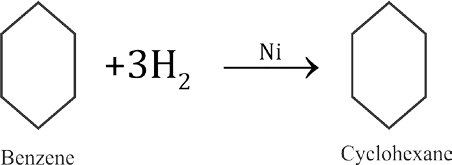 +3H₂
Ni
Benzene
Cyclohexane